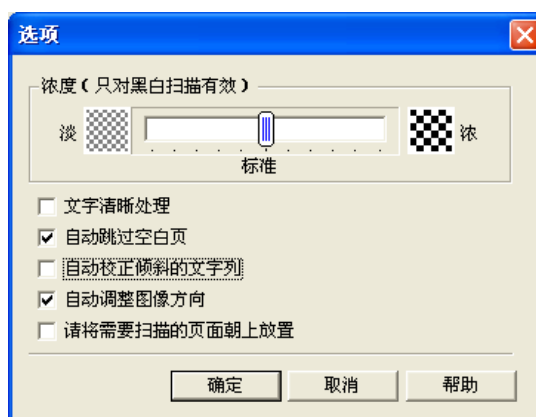 选项
浓度（只对黑白扫描有效）
淡
浓
标准
文字清晰处理
自动跳过空白页
自动校正倾斜的文字列
自动调整图像方向
请将需要扫描的页面朝上放置
确定
取消
帮助